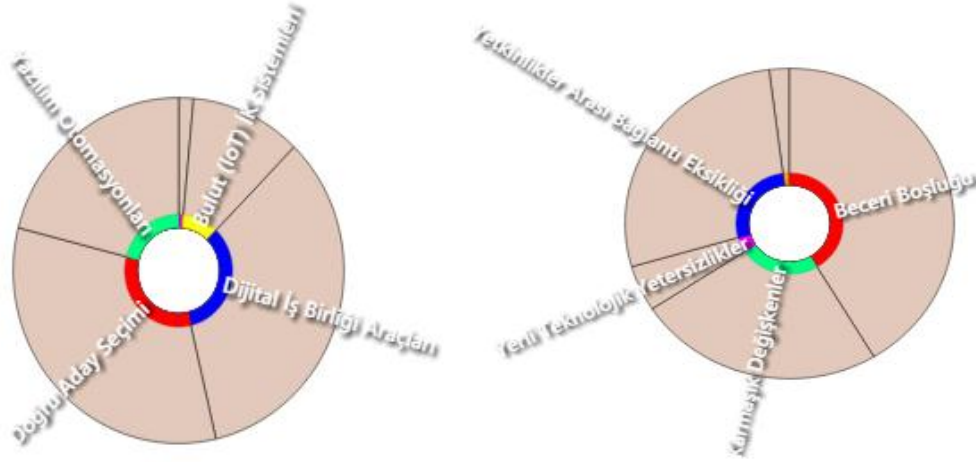 Yazılım Otomasyonları
Bulut (IoT) İK Sistemleri
Dijital İş Birliği Araçları
Doğru Aday Seçimi
Yetkinlikler Arası Bağlantı Eksikliği
Beceri Boşluğu
Yerli Teknolojik Yetersizlikler
Karmaşık Değişkenler